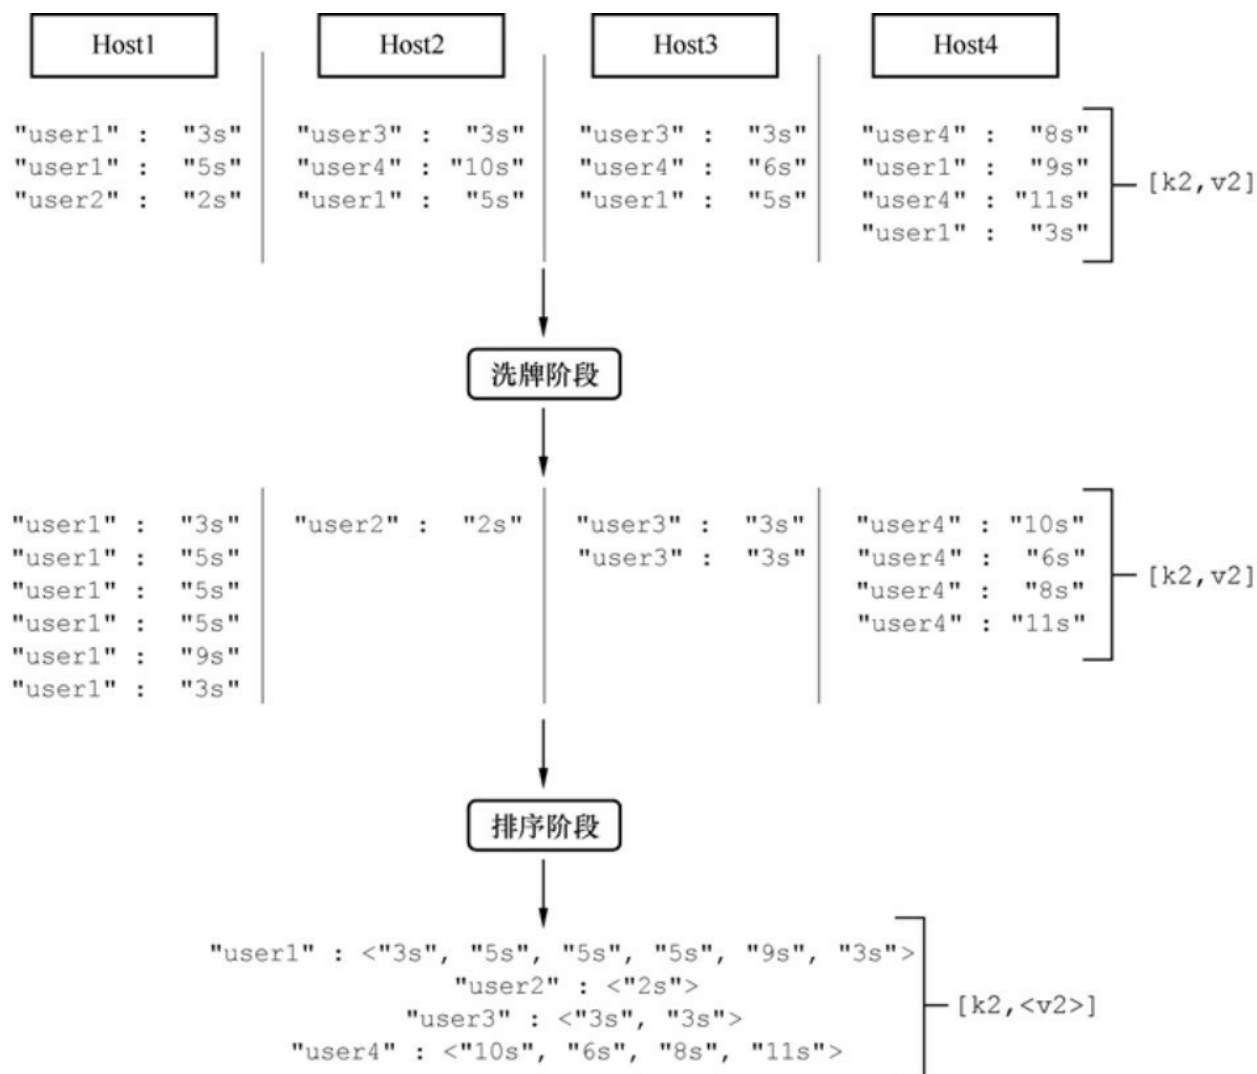 Host1 Host2 Host3 Host4
"user1" : "3s" "user3" : "3s" "user3" : "3s" "user4" : "8s"
"user1" : "5s" "user4" : "10s" "user4" : "6s" "user1" : "9s"
"user2" : "2s" "user1" : "5s" "user1" : "5s" "user4" : "11s"
"user1" : "3s"
[k2,v2]
洗牌阶段
"user1" : "3s" "user2" : "2s" "user3" : "3s" "user4" : "10s"
"user1" : "5s" "user3" : "3s" "user4" : "6s"
"user1" : "5s" "user4" : "8s"
"user1" : "5s" "user4" : "11s"
"user1" : "9s"
"user1" : "3s"
[k2,v2]
排序阶段
"user1" : <"3s", "5s", "5s", "5s", "9s", "3s">
"user2" : <"2s">
"user3" : <"3s", "3s">
"user4" : <"10s", "6s", "8s", "11s">
[k2,<v2>]